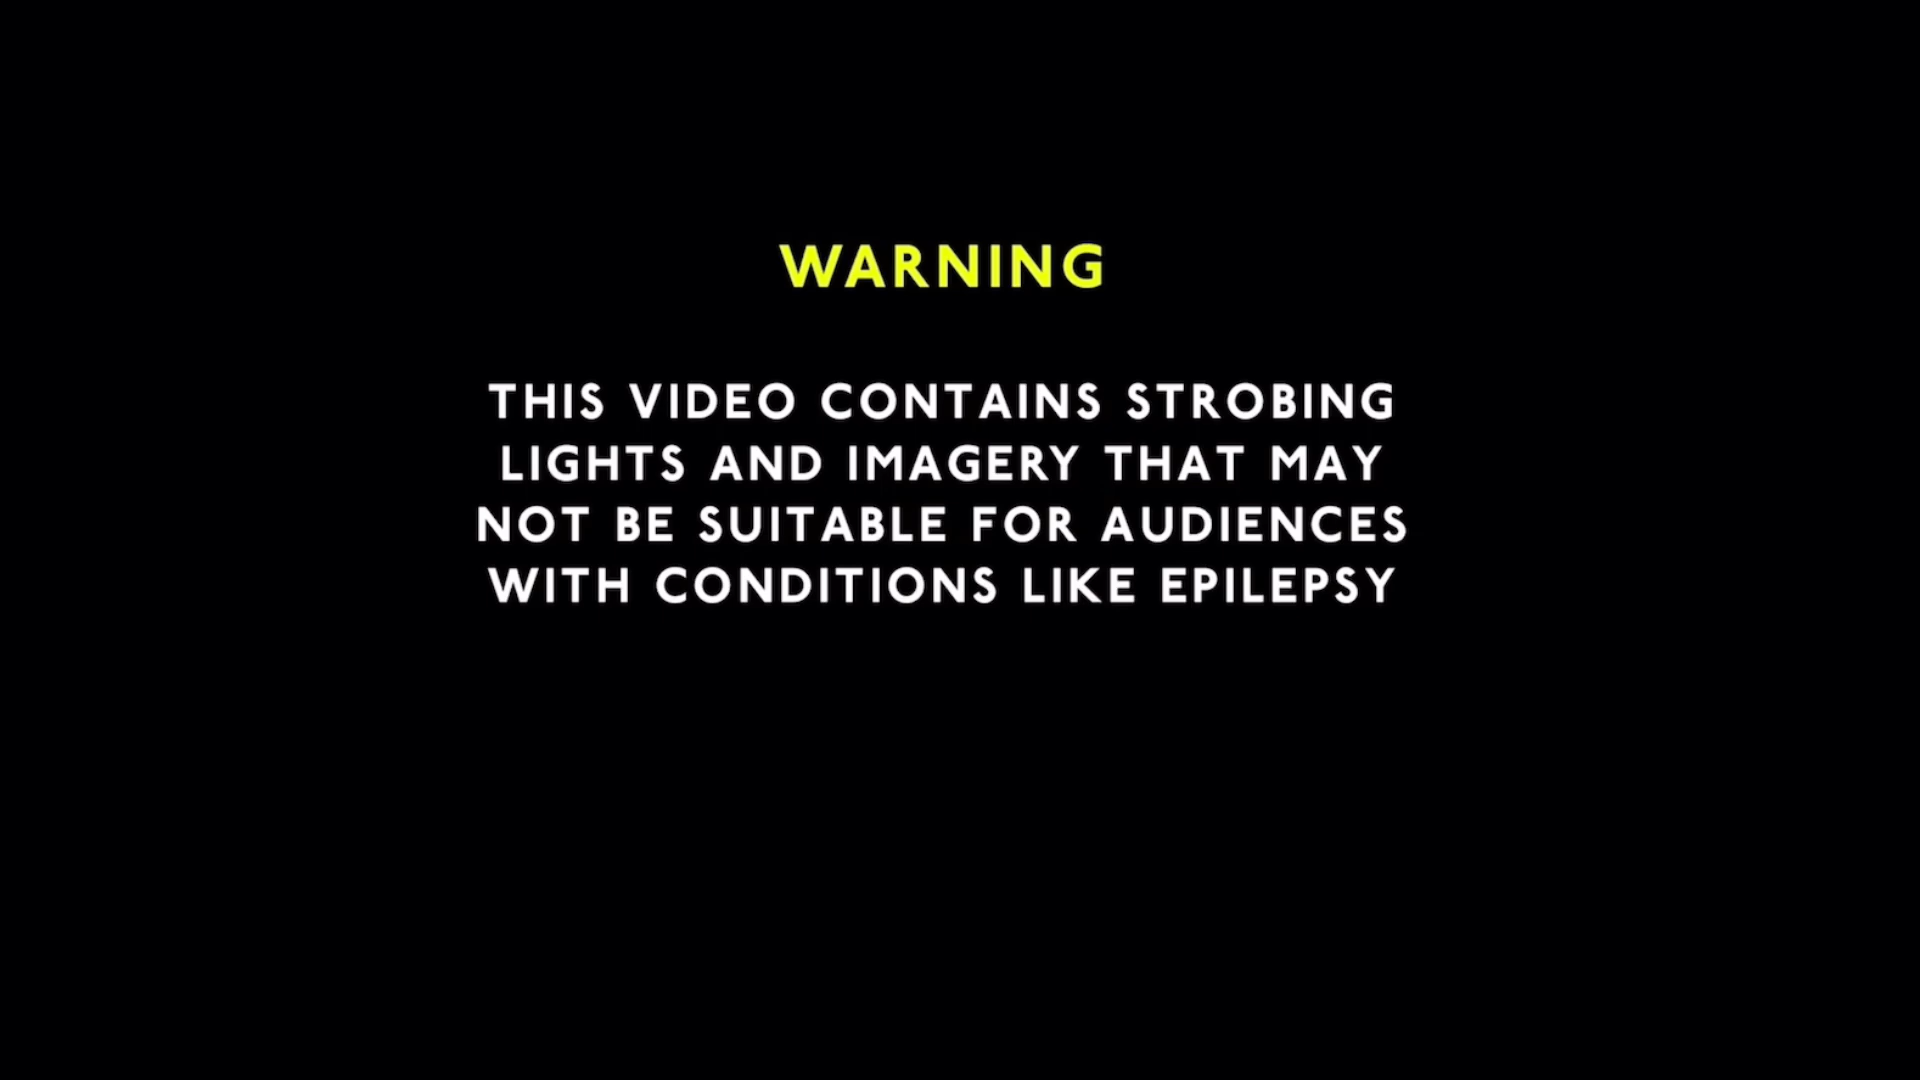 WARNING
THIS VIDEO CONTAINS STROBING
LIGHTS AND IMAGERY THAT MAY
NOT BE SUITABLE FOR AUDIENCES
WITH CONDITIONS LIKE EPILEPSY